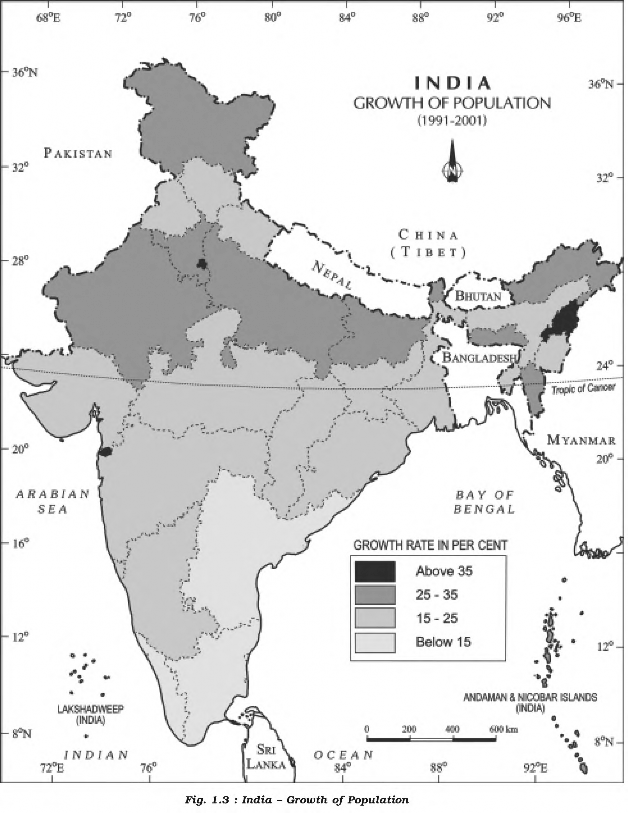 68°E 72° 76° 80° 84° 88° 92° 96°E
36°N
36°N
INDIA
GROWTH OF POPULATION
(1991-2001)
N
PAKISTAN
32°
32°
CHINA
(TIBET)
28°
NEPAL
BHUTAN
BANGLADESH
24°
24°
Tropic of Cancer
MYANMAR
20°
20°
ARABIAN
SEA
BAY OF
BENGAL
16°
GROWTH RATE IN PER CENT
Above 35
25 - 35
15 - 25
Below 15
12°
12°
LAKSHADWEEP
(INDIA)
ANDAMAN & NICOBAR ISLANDS
(INDIA)
0 200 400 600 km
8°N
8°N
INDIAN OCEAN
SRI
LANKA
72°E 76° 84° 88° 92°E
Fig. 1.3 : India – Growth of Population